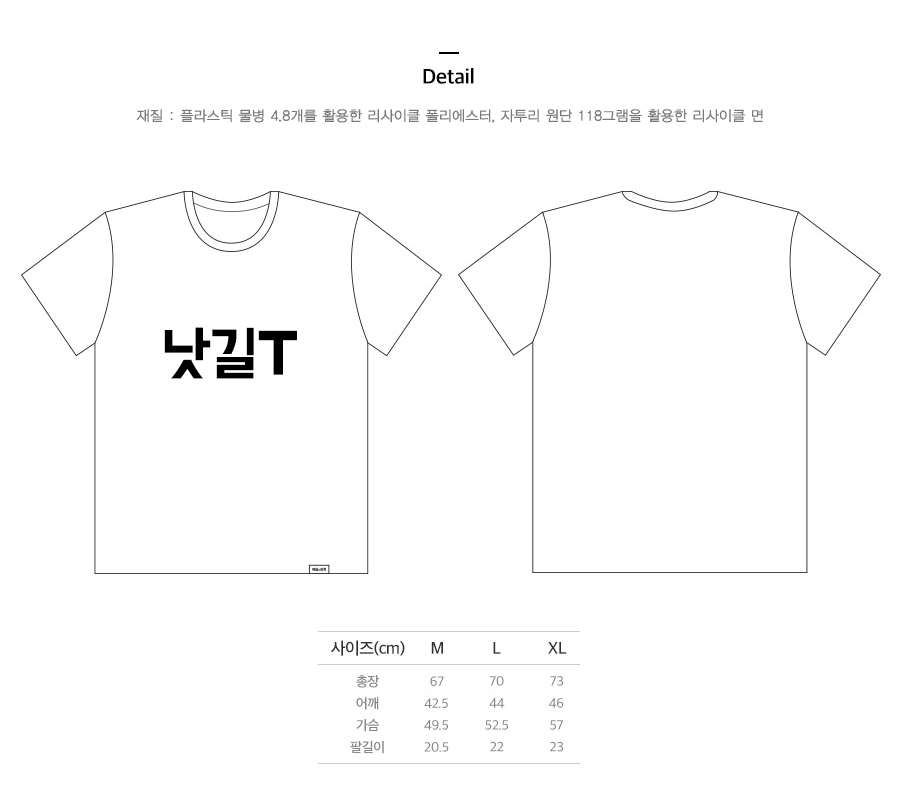 Detail
재질 : 플라스틱 물병 4.8개를 활용한 리사이클 폴리에스터, 자투리 원단 118그램을 활용한 리사이클 면
낫길T
사이즈(cm) M L XL
총장 67 70 73
어깨 42.5 44 46
가슴 49.5 52.5 57
팔길이 20.5 22 23